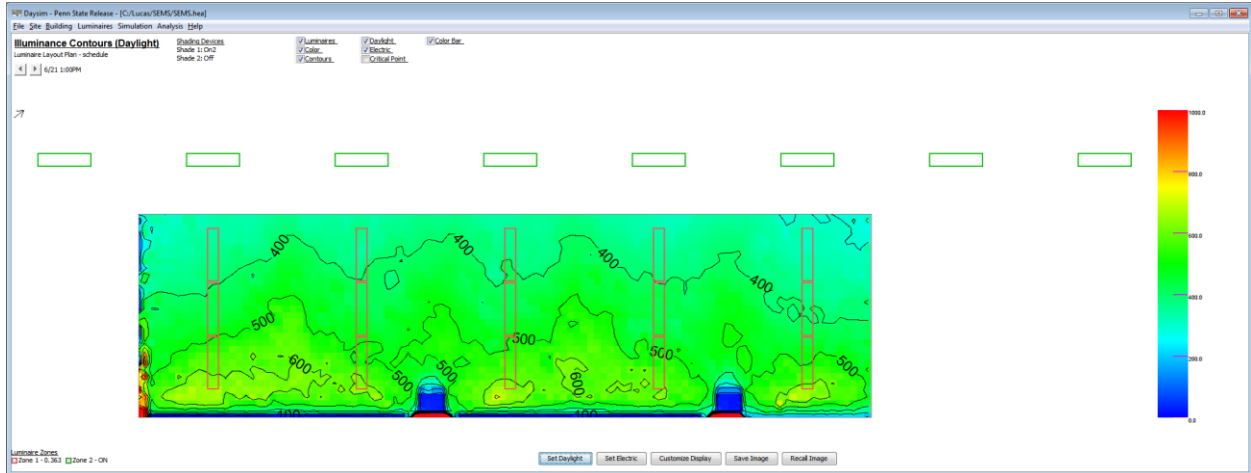 Daysim - Penn State Release - [C:/Lucas/SEMS/SEMS.hea]
File Site Building Luminaires Simulation Analysis Help
Illuminance Contours (Daylight)
Luminaire Layout Plan - schedule
6/21 1:00PM
Shading Devices
Shade 1: On2
Shade 2: Off
Luminaires Daylight Color Bar
Color Electric
Contours Critical Point
1000.0
800.0
600.0
400.0
200.0
0.0
400 400 400 400
500 500 500 500 500 500
600 600
400 400
Luminaire Zones
Zone 1 - 0.363 Zone 2 - ON
Set Daylight Set Electric Customize Display Save Image Recall Image